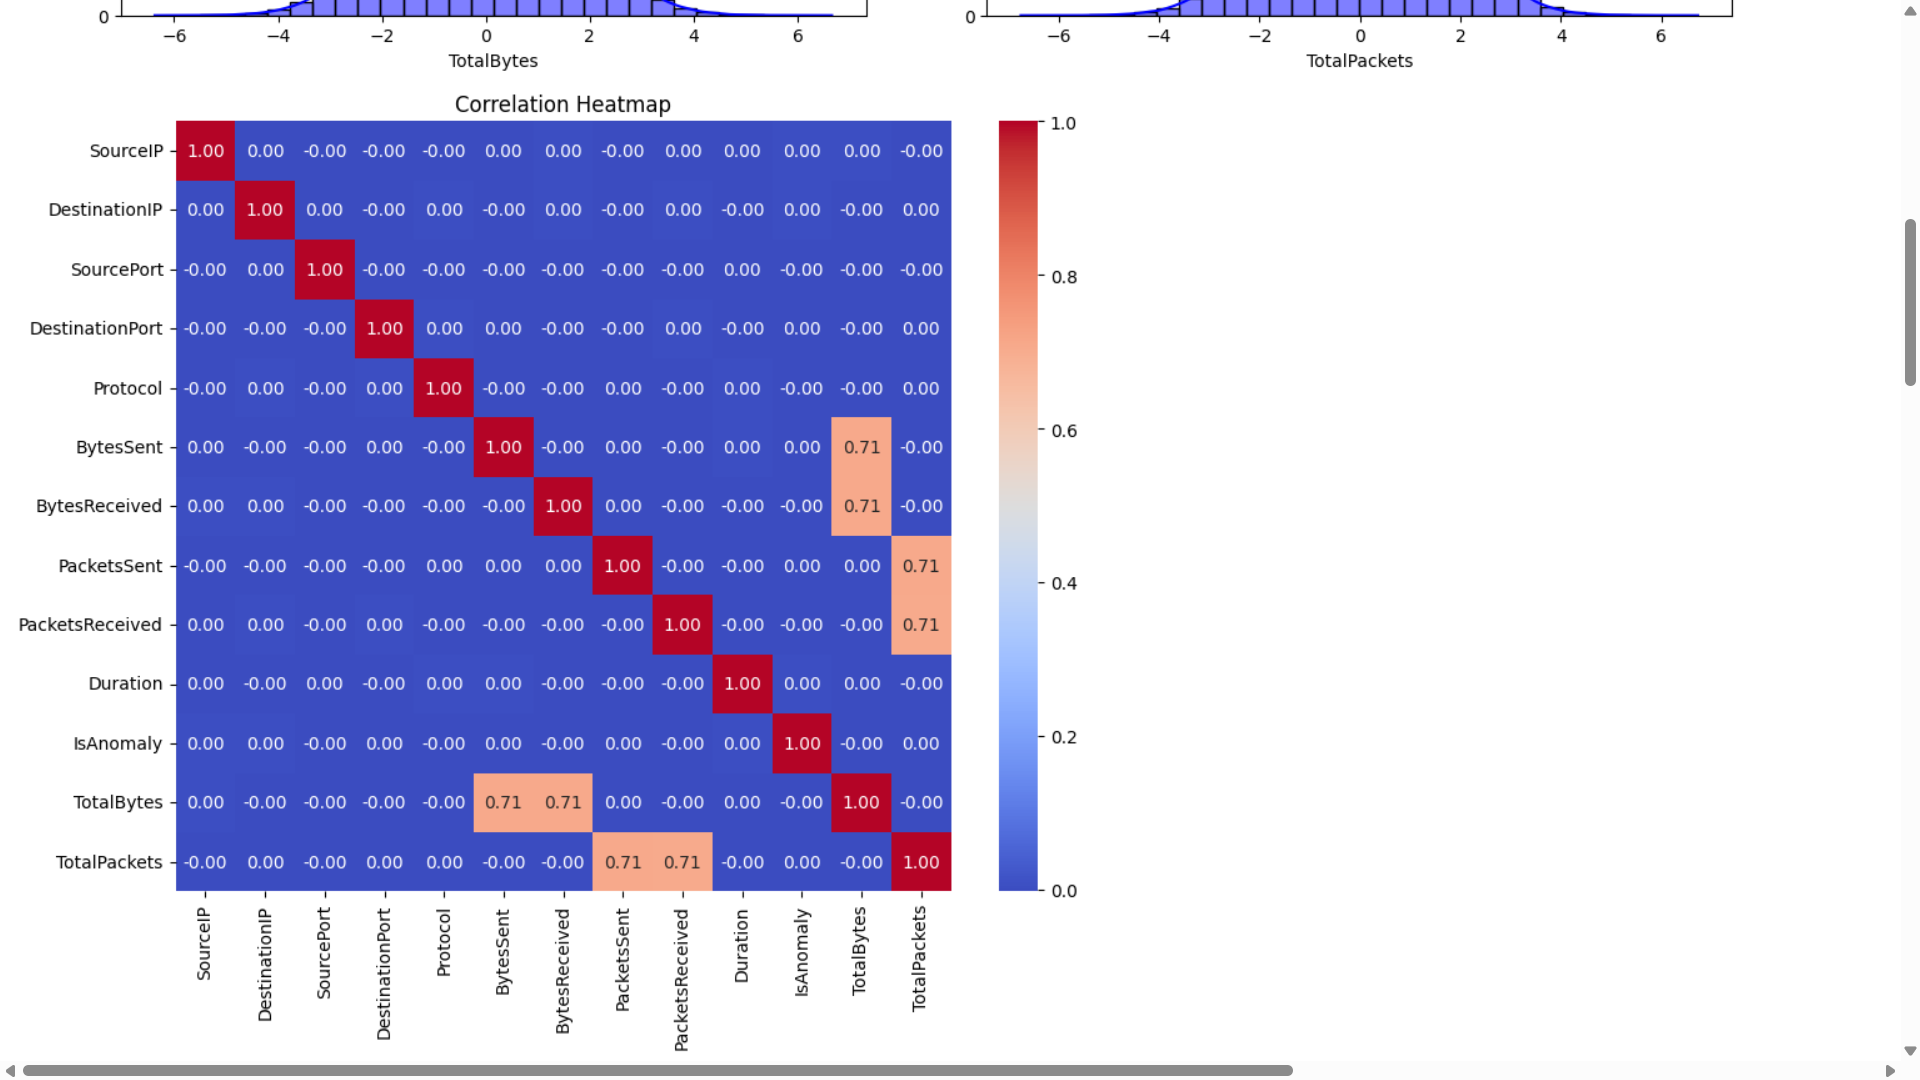 0 0
−6 −4 −2 0 2 4 6 −6 −4 −2 0 2 4 6
TotalBytes TotalPackets
Correlation Heatmap
SourceIP 1.00 0.00 -0.00 -0.00 -0.00 0.00 0.00 -0.00 0.00 0.00 0.00 0.00 -0.00
DestinationIP 0.00 1.00 0.00 -0.00 0.00 -0.00 0.00 -0.00 0.00 -0.00 0.00 -0.00 0.00
SourcePort -0.00 0.00 1.00 -0.00 -0.00 -0.00 -0.00 -0.00 -0.00 0.00 -0.00 -0.00 -0.00
DestinationPort -0.00 -0.00 -0.00 1.00 0.00 0.00 -0.00 -0.00 0.00 -0.00 0.00 -0.00 0.00
Protocol -0.00 0.00 -0.00 0.00 1.00 -0.00 -0.00 0.00 -0.00 0.00 -0.00 -0.00 0.00
BytesSent 0.00 -0.00 -0.00 0.00 -0.00 1.00 -0.00 0.00 -0.00 0.00 0.00 0.71 -0.00
BytesReceived 0.00 0.00 -0.00 -0.00 -0.00 -0.00 1.00 0.00 -0.00 -0.00 -0.00 0.71 -0.00
PacketsSent -0.00 -0.00 -0.00 -0.00 0.00 0.00 0.00 1.00 -0.00 -0.00 0.00 0.00 0.71
PacketsReceived 0.00 0.00 -0.00 0.00 -0.00 -0.00 -0.00 -0.00 1.00 -0.00 -0.00 -0.00 0.71
Duration 0.00 -0.00 0.00 -0.00 0.00 0.00 -0.00 -0.00 -0.00 1.00 0.00 0.00 -0.00
IsAnomaly 0.00 0.00 -0.00 0.00 -0.00 0.00 -0.00 0.00 -0.00 0.00 1.00 -0.00 0.00
TotalBytes 0.00 -0.00 -0.00 -0.00 -0.00 0.71 0.71 0.00 -0.00 0.00 -0.00 1.00 -0.00
TotalPackets -0.00 0.00 -0.00 0.00 0.00 -0.00 -0.00 0.71 0.71 -0.00 0.00 -0.00 1.00
SourceIP
DestinationIP
SourcePort
DestinationPort
Protocol
BytesSent
BytesReceived
PacketsSent
PacketsReceived
Duration
IsAnomaly
TotalBytes
TotalPackets
1.0
0.8
0.6
0.4
0.2
0.0